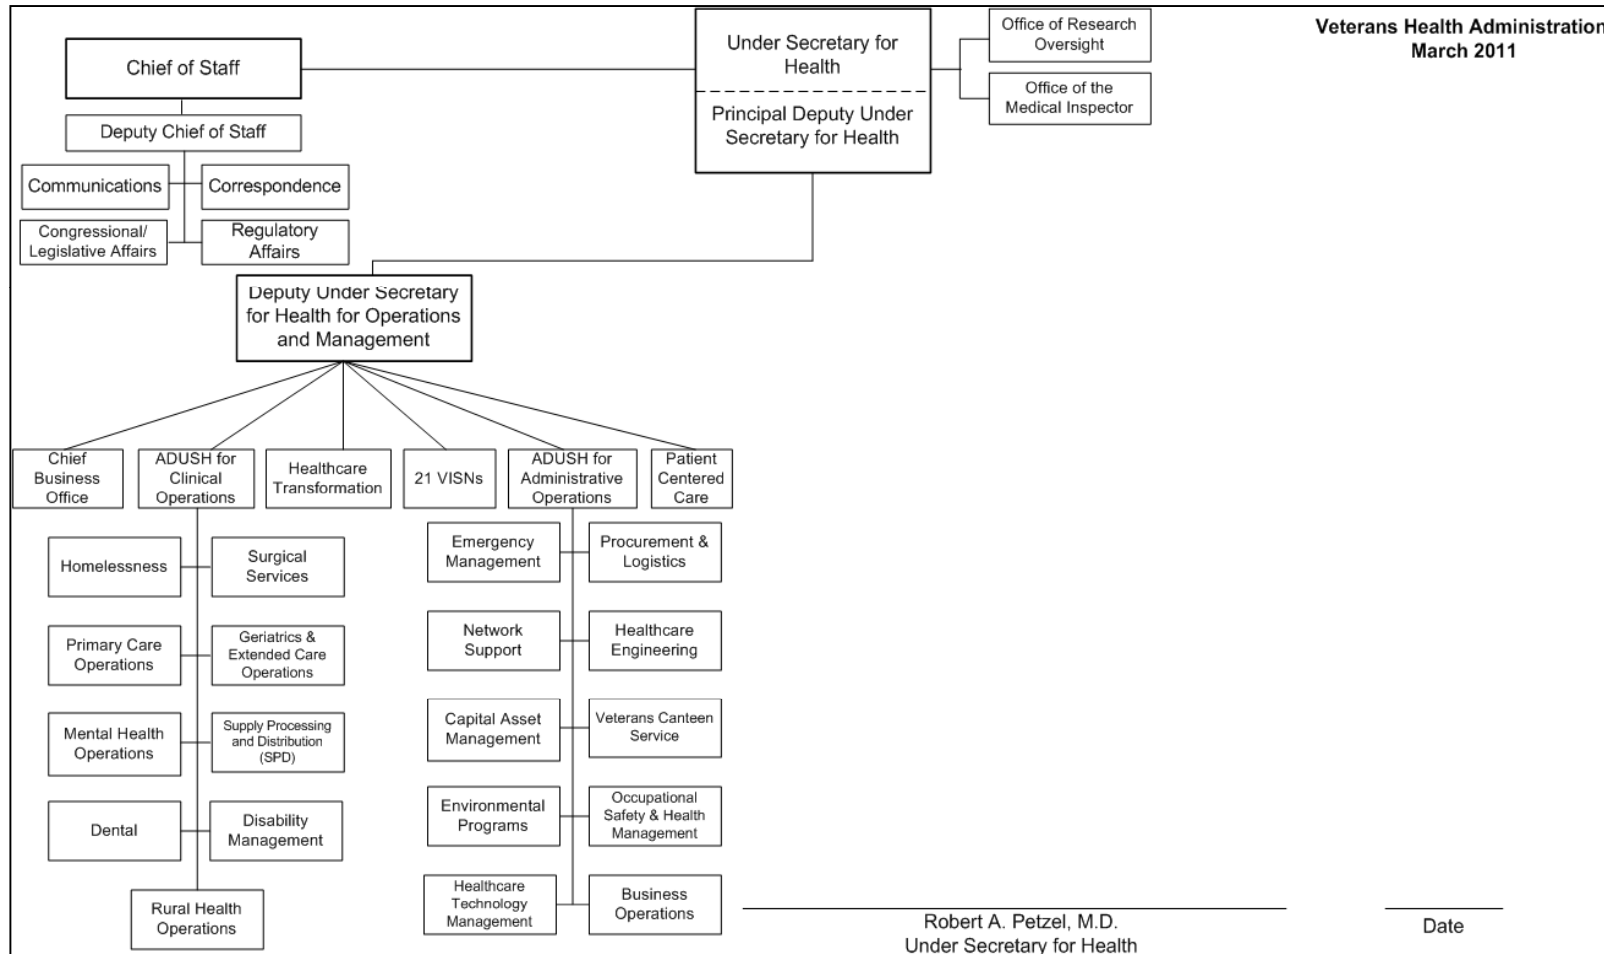 Veterans Health Administration
March 2011
Under Secretary for
Health
Principal Deputy Under
Secretary for Health
Office of Research
Oversight
Office of the
Medical Inspector
Chief of Staff
Deputy Chief of Staff
Communications
Correspondence
Congressional/
Legislative Affairs
Regulatory
Affairs
Deputy Under Secretary
for Health for Operations
and Management
Chief
Business
Office
ADUSH for
Clinical
Operations
Healthcare
Transformation
21 VISNs
ADUSH for
Administrative
Operations
Patient
Centered
Care
Homelessness
Surgical
Services
Primary Care
Operations
Geriatrics &
Extended Care
Operations
Mental Health
Operations
Supply Processing
and Distribution
(SPD)
Dental
Disability
Management
Rural Health
Operations
Emergency
Management
Procurement &
Logistics
Network
Support
Healthcare
Engineering
Capital Asset
Management
Veterans Canteen
Service
Environmental
Programs
Occupational
Safety & Health
Management
Healthcare
Technology
Management
Business
Operations
Robert A. Petzel, M.D.
Under Secretary for Health
Date